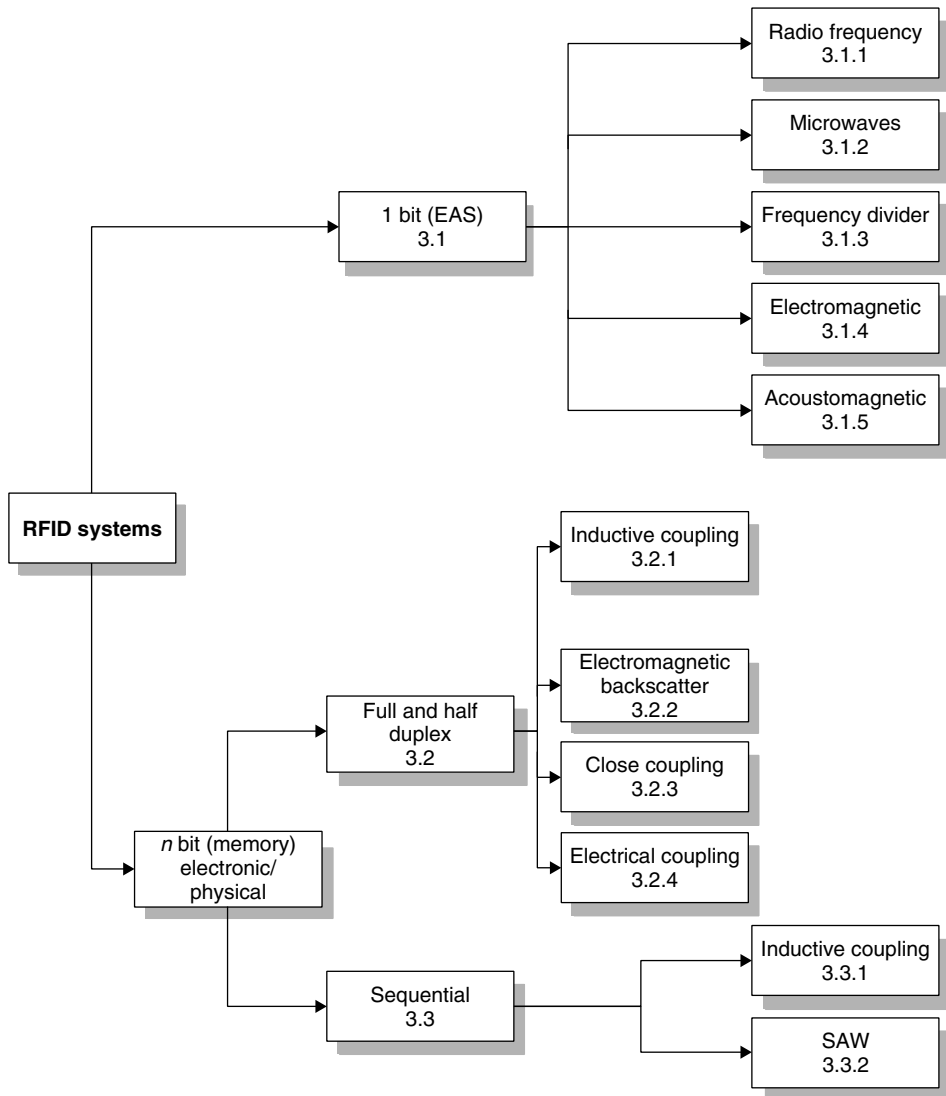 Radio frequency
3.1.1
Microwaves
3.1.2
1 bit (EAS)
3.1
Frequency divider
3.1.3
Electromagnetic
3.1.4
Acoustomagnetic
3.1.5
RFID systems
Inductive coupling
3.2.1
Electromagnetic
backscatter
3.2.2
Full and half
duplex
3.2
Close coupling
3.2.3
n bit (memory)
electronic/
physical
Electrical coupling
3.2.4
Sequential
3.3
Inductive coupling
3.3.1
SAW
3.3.2